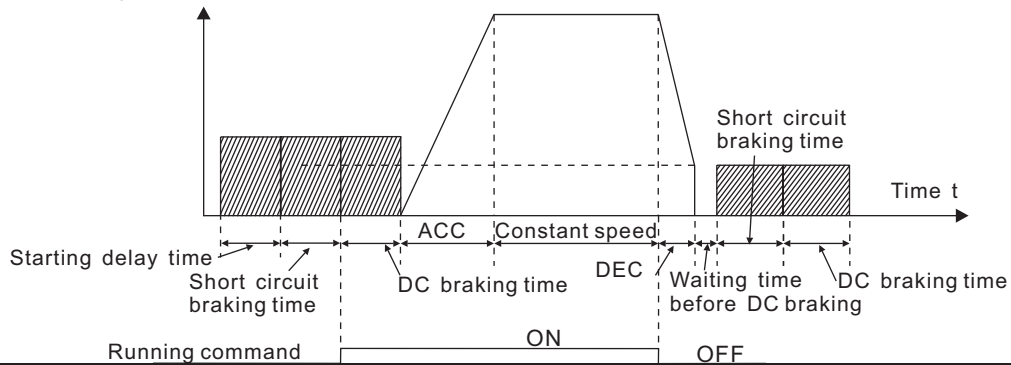 Short circuit
braking time
Time t
ACC
Constant speed
Starting delay time
Short circuit
braking time
DC braking time
DEC
Waiting time
before DC braking
DC braking time
Running command
ON
OFF